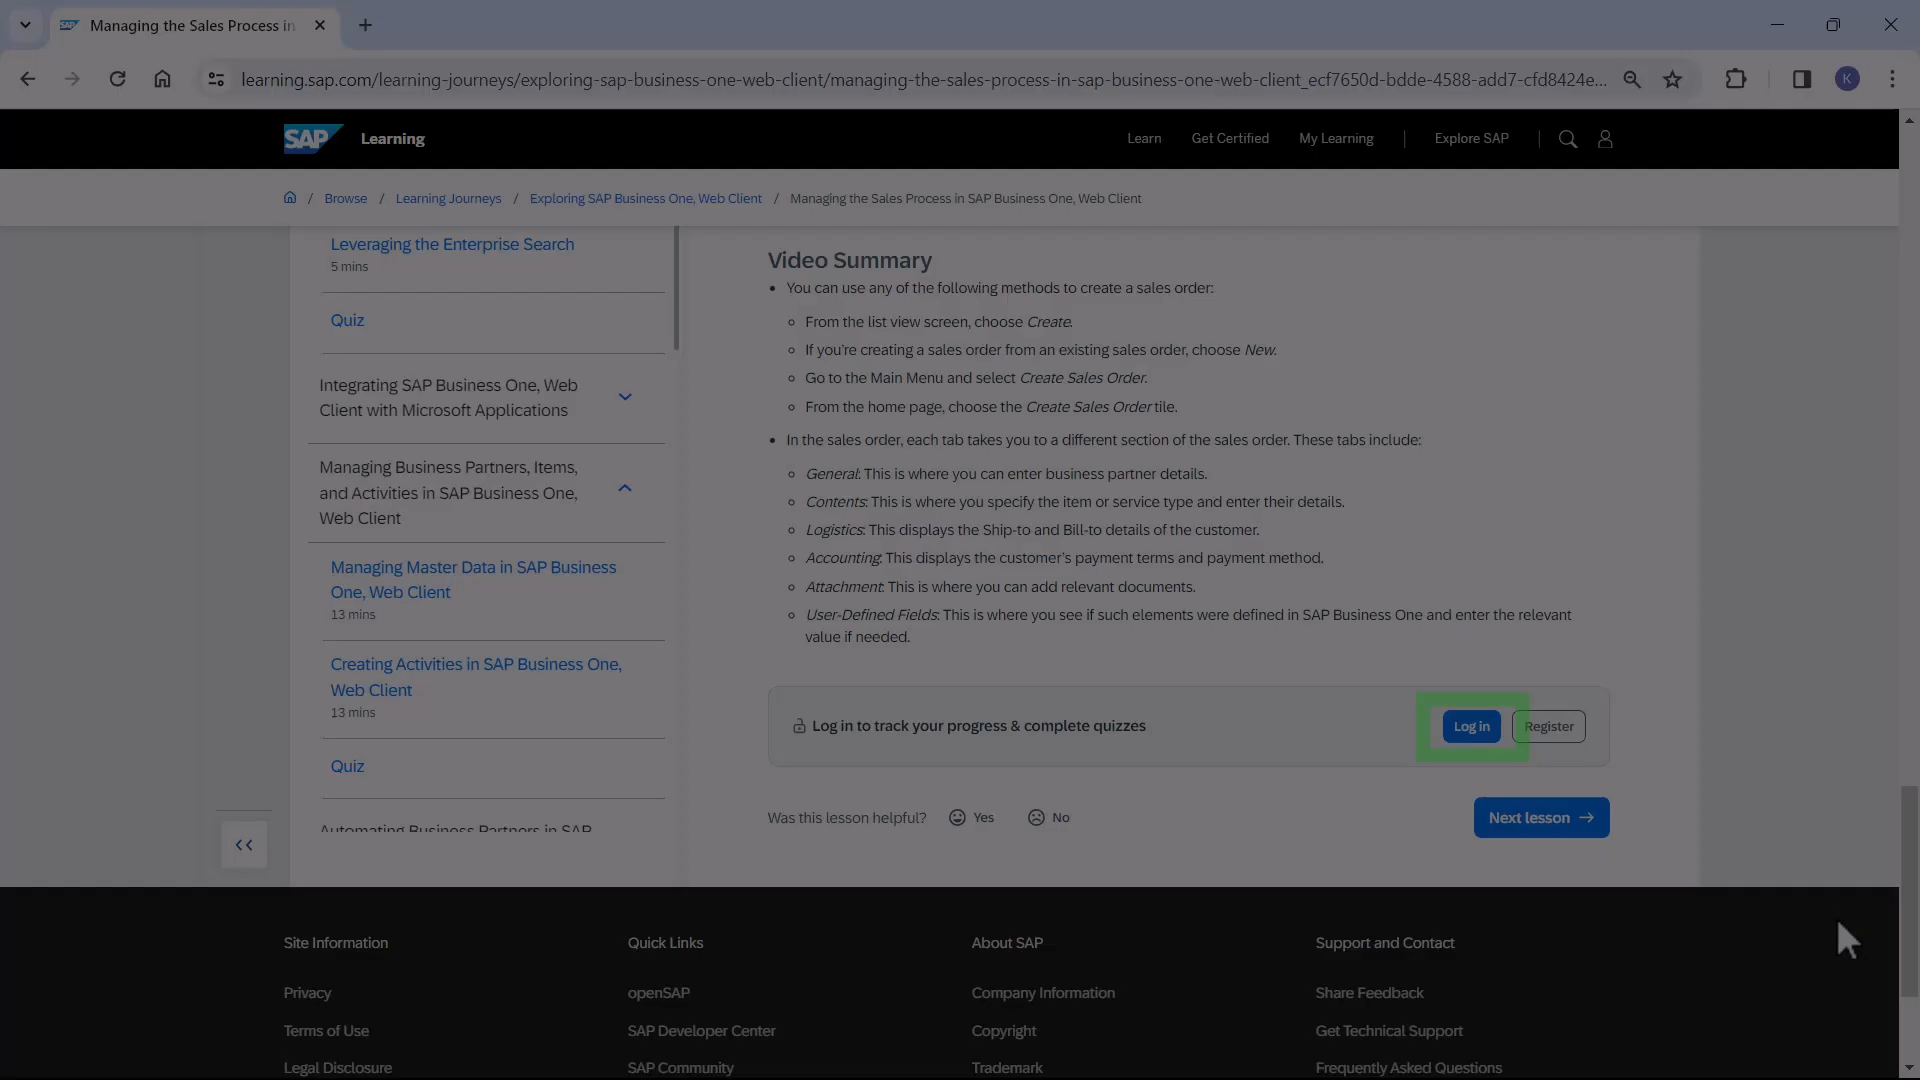 Managing the Sales Process in
learning.sap.com/learning-journeys/exploring-sap-business-one-web-client/managing-the-sales-process-in-sap-business-one-web-client_ecf7650d-bdde-4588-add7-cfd8424e...
K
SAP Learning
Learn Get Certified My Learning | Explore SAP |
/ Browse / Learning Journeys / Exploring SAP Business One, Web Client / Managing the Sales Process in SAP Business One, Web Client
Leveraging the Enterprise Search
5 mins
Quiz
Integrating SAP Business One, Web
Client with Microsoft Applications
Managing Business Partners, Items,
and Activities in SAP Business One,
Web Client
Managing Master Data in SAP Business
One, Web Client
13 mins
Creating Activities in SAP Business One,
Web Client
13 mins
Quiz
Automating Business Partners in SAP
Video Summary
• You can use any of the following methods to create a sales order:
○ From the list view screen, choose Create.
○ If you're creating a sales order from an existing sales order, choose New.
○ Go to the Main Menu and select Create Sales Order.
○ From the home page, choose the Create Sales Order tile.
• In the sales order, each tab takes you to a different section of the sales order. These tabs include:
○ General: This is where you can enter business partner details.
○ Contents: This is where you specify the item or service type and enter their details.
○ Logistics: This displays the Ship-to and Bill-to details of the customer.
○ Accounting: This displays the customer's payment terms and payment method.
○ Attachment: This is where you can add relevant documents.
○ User-Defined Fields: This is where you see if such elements were defined in SAP Business One and enter the relevant
value if needed.
Log in to track your progress & complete quizzes
Log in Register
Was this lesson helpful? Yes No
Next lesson →
Site Information
Privacy
Terms of Use
Legal Disclosure
Quick Links
openSAP
SAP Developer Center
SAP Community
About SAP
Company Information
Copyright
Trademark
Support and Contact
Share Feedback
Get Technical Support
Frequently Asked Questions